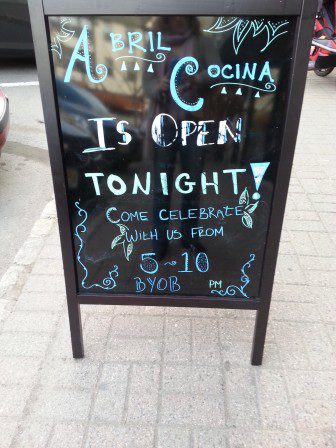 ABRIL
COCINA
IS OPEN
TONIGHT!
COME CELEBRATE
WITH US FROM
5~10
BYOB PM